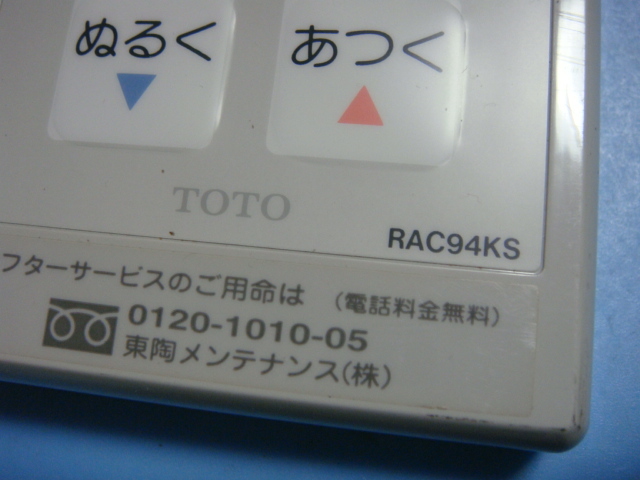 ぬるく あつく
▼ ▲
TOTO
RAC94KS
フターサービスのご用命は (電話料金無料)
0120-1010-05
東陶メンテナンス(株)